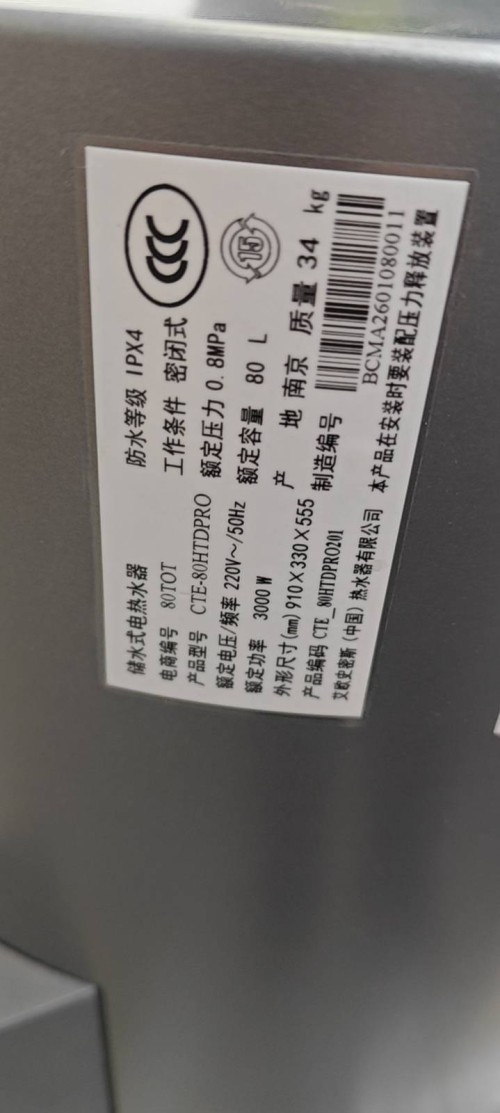 储水式电热水器 防水等级 IPX4
电商编号 80TOT 工作条件 密闭式
产品型号 CTE-80HTDPRO 额定压力 0.8MPa
额定电压/频率 220V～/50Hz 额定容量 80 L
额定功率 3000 W 产 地 南京 质量 34 kg
外形尺寸(mm) 910×330×555 制造编号
产品编码 CTE_80HTDPRO201 BCMA2601080011
艾欧史密斯（中国）热水器有限公司 本产品在安装时要装配压力释放装置
CCC
15